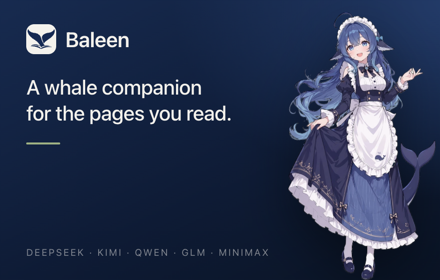 Baleen
A whale companion
for the pages you read.
DEEPSEEK · KIMI · QWEN · GLM · MINIMAX